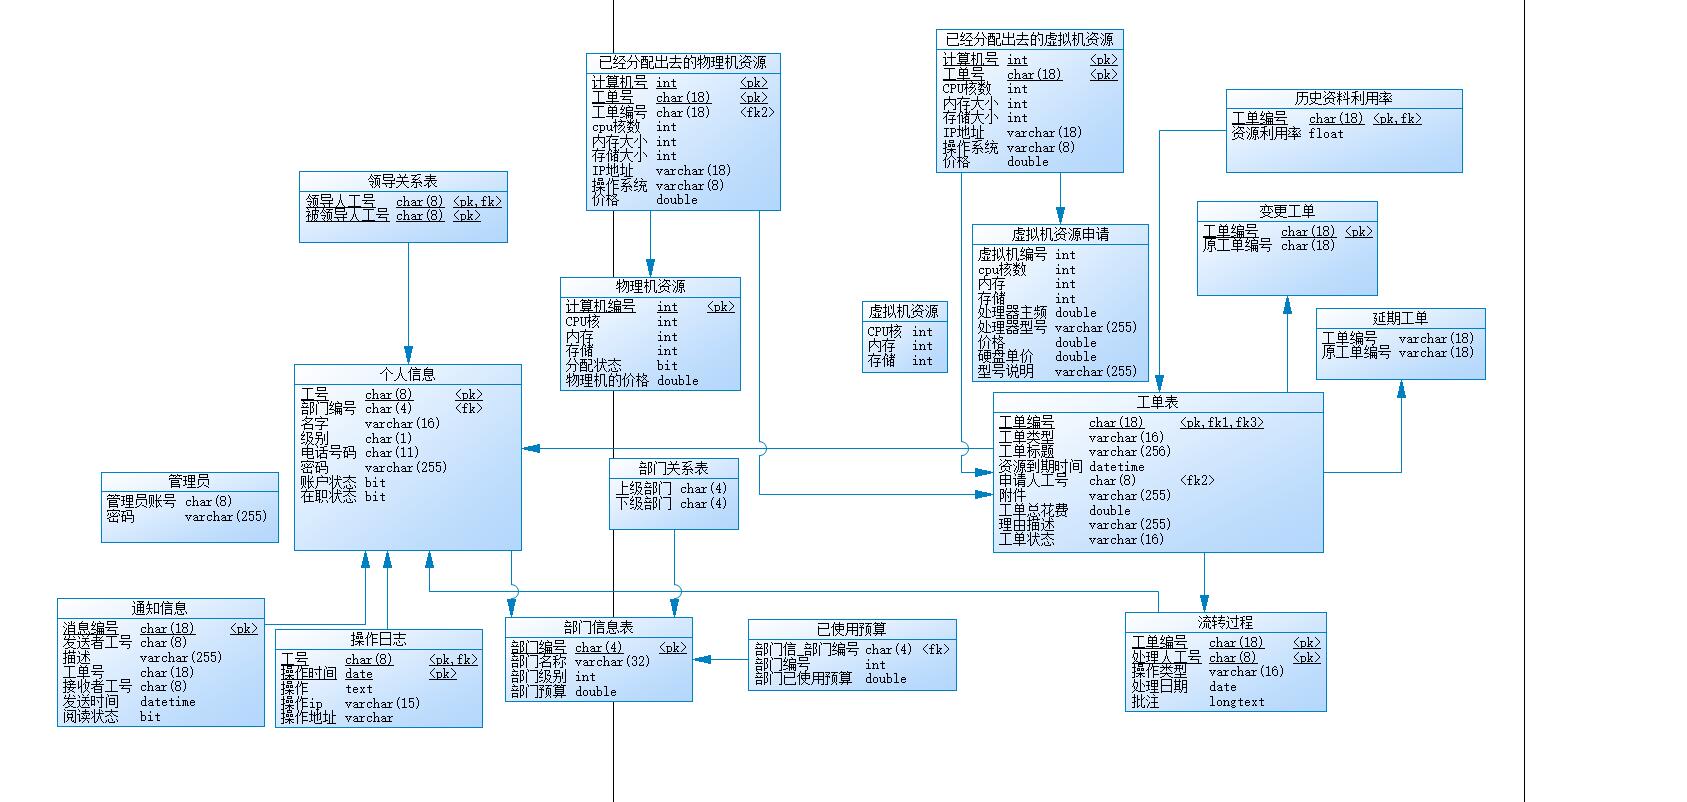 已经分配出去的物理机资源
计算机号 int <pk>
工单号 char(18) <pk>
工单编号 char(18) <fk2>
cpu核数 int
内存大小 int
存储大小 int
IP地址 varchar(18)
操作系统 varchar(8)
价格 double
已经分配出去的虚拟机资源
计算机号 int <pk>
工单号 char(18) <pk>
CPU核数 int
内存大小 int
存储大小 int
IP地址 varchar(18)
操作系统 varchar(8)
价格 double
历史资料利用率
工单编号 char(18) <pk,fk>
资源利用率 float
领导关系表
领导人工号 char(8) <pk,fk>
被领导人工号 char(8) <pk>
变更工单
工单编号 char(18) <pk>
原工单编号 char(18)
虚拟机资源申请
虚拟机编号 int
cpu核数 int
内存 int
存储 int
处理器主频 double
处理器型号 varchar(255)
价格 double
硬盘单价 double
型号说明 varchar(255)
物理机资源
计算机编号 int <pk>
CPU核 int
内存 int
存储 int
分配状态 bit
物理机的价格 double
虚拟机资源
CPU核 int
内存 int
存储 int
延期工单
工单编号 varchar(18)
原工单编号 varchar(18)
个人信息
工号 char(8) <pk>
部门编号 char(4) <fk>
名字 varchar(16)
级别 char(1)
电话号码 char(11)
密码 varchar(255)
账户状态 bit
在职状态 bit
工单表
工单编号 char(18) <pk,fk1,fk3>
工单类型 varchar(16)
工单标题 varchar(256)
资源到期时间 datetime
申请人工号 char(8) <fk2>
附件 varchar(255)
工单总花费 double
理由描述 varchar(255)
工单状态 varchar(16)
管理员
管理员账号 char(8)
密码 varchar(255)
部门关系表
上级部门 char(4)
下级部门 char(4)
通知信息
消息编号 char(18) <pk>
发送者工号 char(8)
描述 varchar(255)
工单号 char(18)
接收者工号 char(8)
发送时间 datetime
阅读状态 bit
操作日志
工号 char(8) <pk,fk>
操作时间 date <pk>
操作 text
操作ip varchar(15)
操作地址 varchar
部门信息表
部门编号 char(4) <pk>
部门名称 varchar(32)
部门级别 int
部门预算 double
已使用预算
部门信_部门编号 char(4) <fk>
部门编号 int
部门已使用预算 double
流转过程
工单编号 char(18) <pk>
处理人工号 char(8) <pk>
操作类型 varchar(16)
处理日期 date
批注 longtext